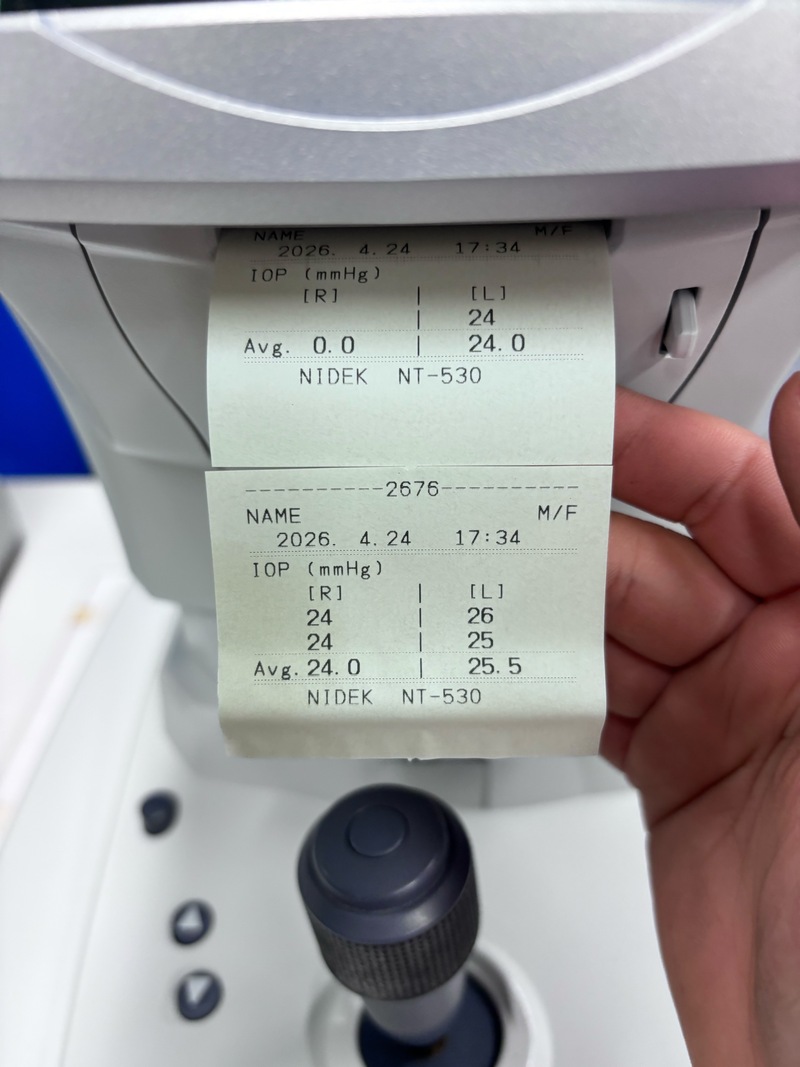 NAME M/F
2026. 4. 24 17:34
IOP (mmHg)
[R] | [L]
| 24
Avg. 0.0 | 24.0
NIDEK NT-530
----------2676----------
NAME M/F
2026. 4. 24 17:34
IOP (mmHg)
[R] | [L]
24 | 26
24 | 25
Avg. 24.0 | 25.5
NIDEK NT-530